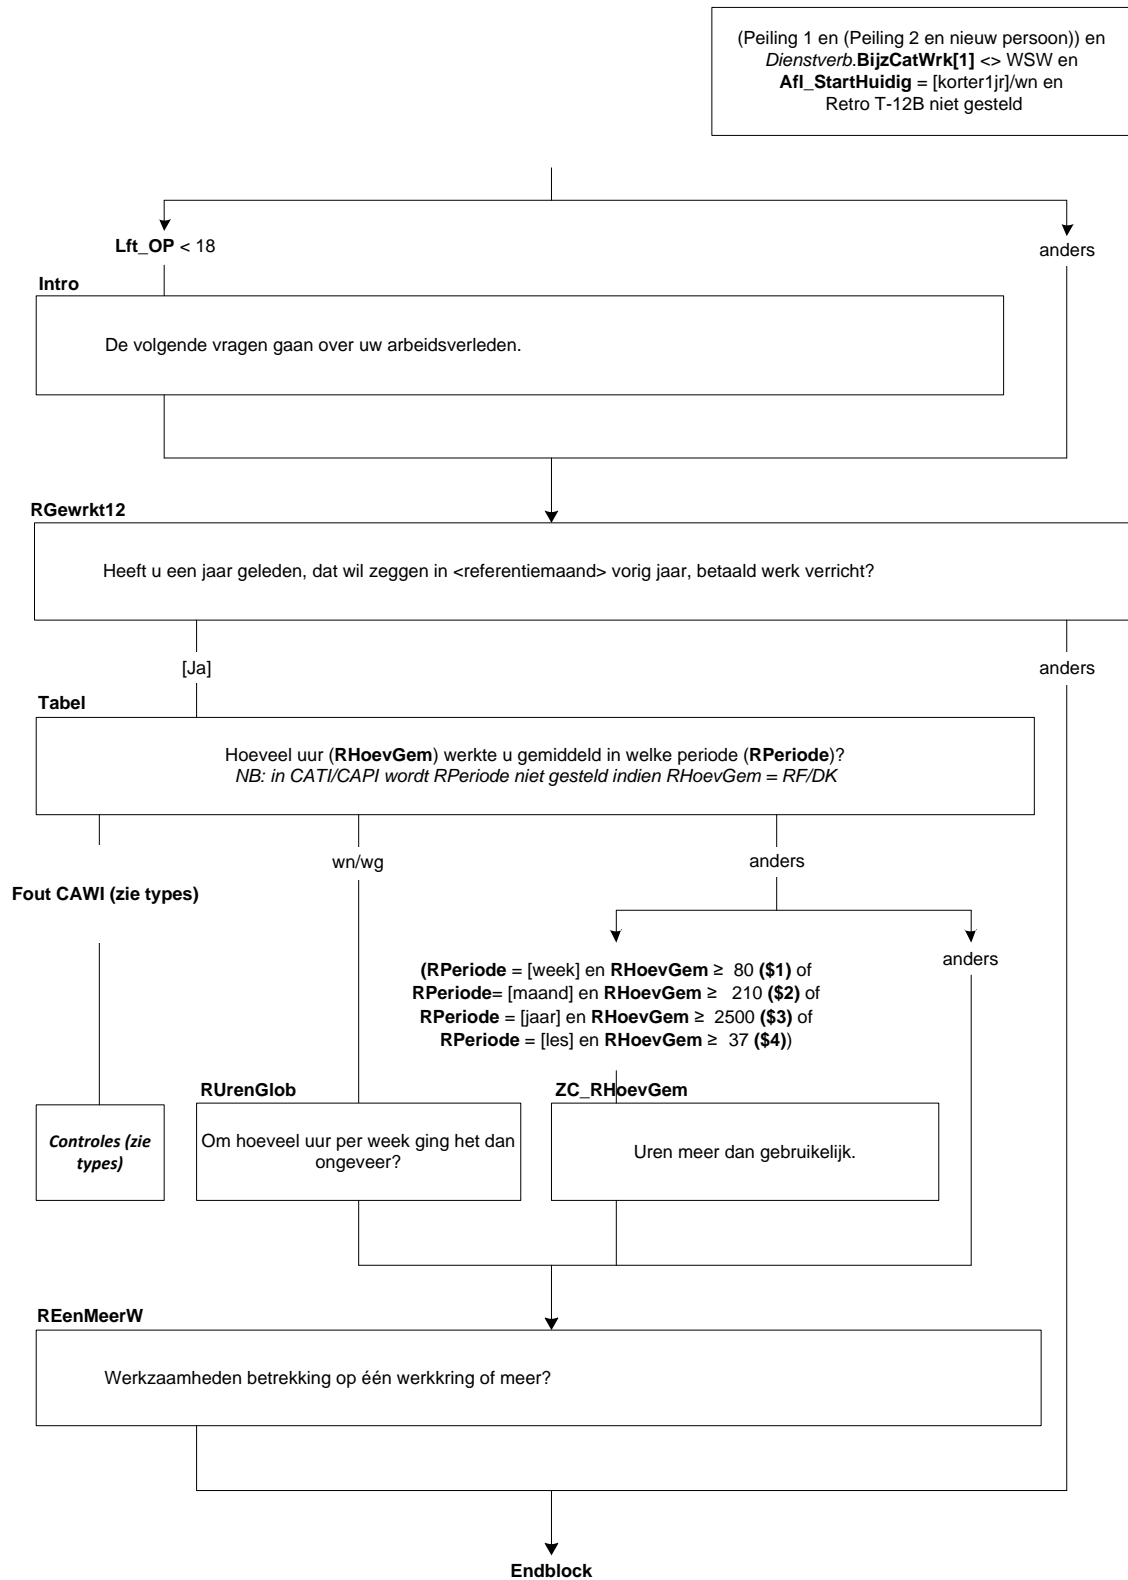 (Peiling 1 en (Peiling 2 en nieuw persoon)) en
Dienstverb.BijzCatWrk[1] <> WSW en
Afl_StartHuidig = [korter1jr]/wn en
Retro T-12B niet gesteld
Lft_OP < 18
anders
Intro
De volgende vragen gaan over uw arbeidsverleden.
RGewrkt12
Heeft u een jaar geleden, dat wil zeggen in <referentiemaand> vorig jaar, betaald werk verricht?
[Ja]
anders
Tabel
Hoeveel uur (RHoevGem) werkte u gemiddeld in welke periode (RPeriode)?
NB: in CATI/CAPI wordt RPeriode niet gesteld indien RHoevGem = RF/DK
wn/wg
anders
Fout CAWI (zie types)
(RPeriode = [week] en RHoevGem ≥ 80 ($1) of
RPeriode= [maand] en RHoevGem ≥ 210 ($2) of
RPeriode = [jaar] en RHoevGem ≥ 2500 ($3) of
RPeriode = [les] en RHoevGem ≥ 37 ($4))
anders
RUrenGlob
ZC_RHoevGem
Controles (zie
types)
Om hoeveel uur per week ging het dan
ongeveer?
Uren meer dan gebruikelijk.
REenMeerW
Werkzaamheden betrekking op één werkkring of meer?
Endblock